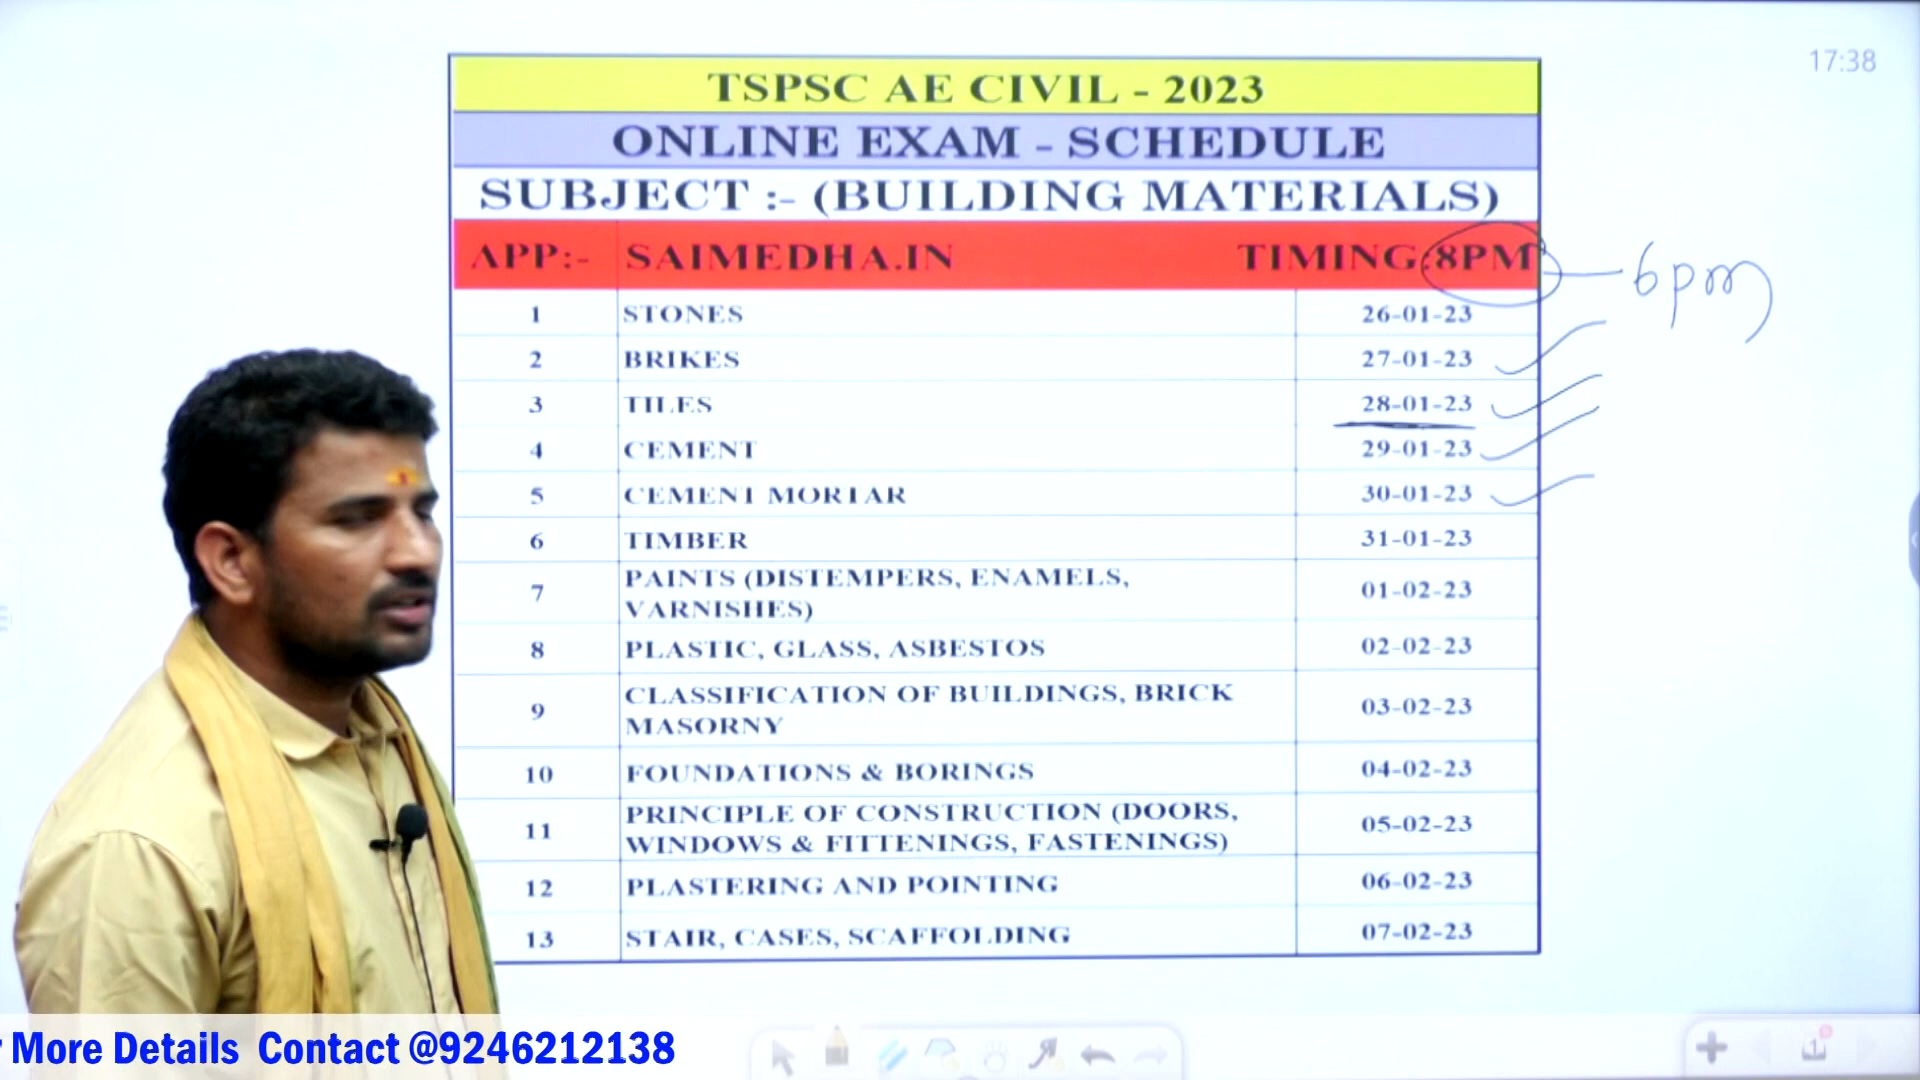 17:38
TSPSC AE CIVIL - 2023
ONLINE EXAM - SCHEDULE
SUBJECT :- (BUILDING MATERIALS)
APP:- SAIMEDHA.IN TIMING:8PM 6pm
1 STONES 26-01-23
2 BRIKES 27-01-23
3 TILES 28-01-23
4 CEMENT 29-01-23
5 CEMENT MORTAR 30-01-23
6 TIMBER 31-01-23
7 PAINTS (DISTEMPERS, ENAMELS, 01-02-23
VARNISHES)
8 PLASTIC, GLASS, ASBESTOS 02-02-23
9 CLASSIFICATION OF BUILDINGS, BRICK 03-02-23
MASORNY
10 FOUNDATIONS & BORINGS 04-02-23
11 PRINCIPLE OF CONSTRUCTION (DOORS, 05-02-23
WINDOWS & FITTENINGS, FASTENINGS)
12 PLASTERING AND POINTING 06-02-23
13 STAIR, CASES, SCAFFOLDING 07-02-23
More Details Contact @9246212138
1